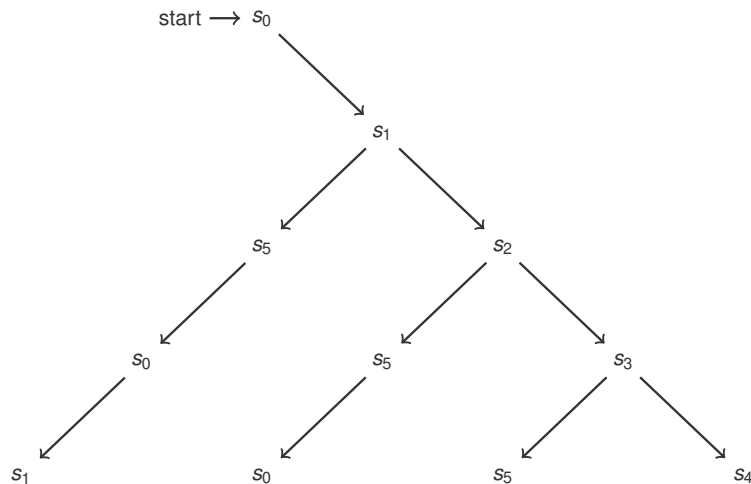 start s₀
s₁
s₅ s₂
s₀ s₅ s₃
s₁ s₀ s₅ s₄